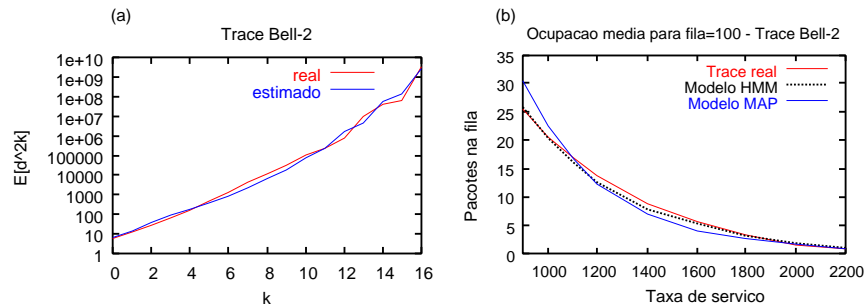 (a)
Trace Bell-2
real
estimado
E[d^2k]
1e+10
1e+09
1e+08
1e+07
1e+06
100000
10000
1000
100
10
1
0 2 4 6 8 10 12 14 16
k
(b)
Ocupacao media para fila=100 - Trace Bell-2
Trace real
Modelo HMM
Modelo MAP
Pacotes na fila
35
30
25
20
15
10
5
0
1000 1200 1400 1600 1800 2000 2200
Taxa de servico